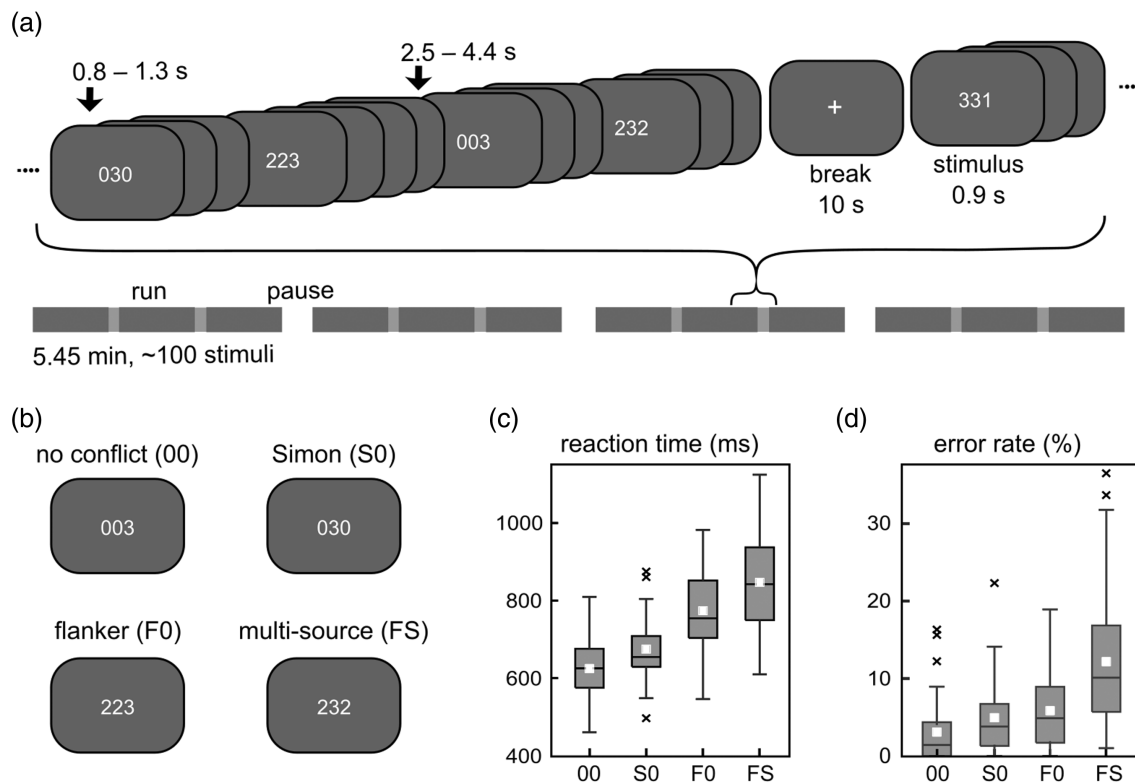 (a)
0.8 – 1.3 s
2.5 – 4.4 s
030
223
003
232
+
331
break
10 s
stimulus
0.9 s
run
pause
5.45 min, ~100 stimuli
(b)
no conflict (00)
Simon (S0)
003
030
flanker (F0)
multi-source (FS)
223
232
(c)
reaction time (ms)
1000
800
600
400
00 S0 F0 FS
(d)
error rate (%)
30
20
10
0
00 S0 F0 FS